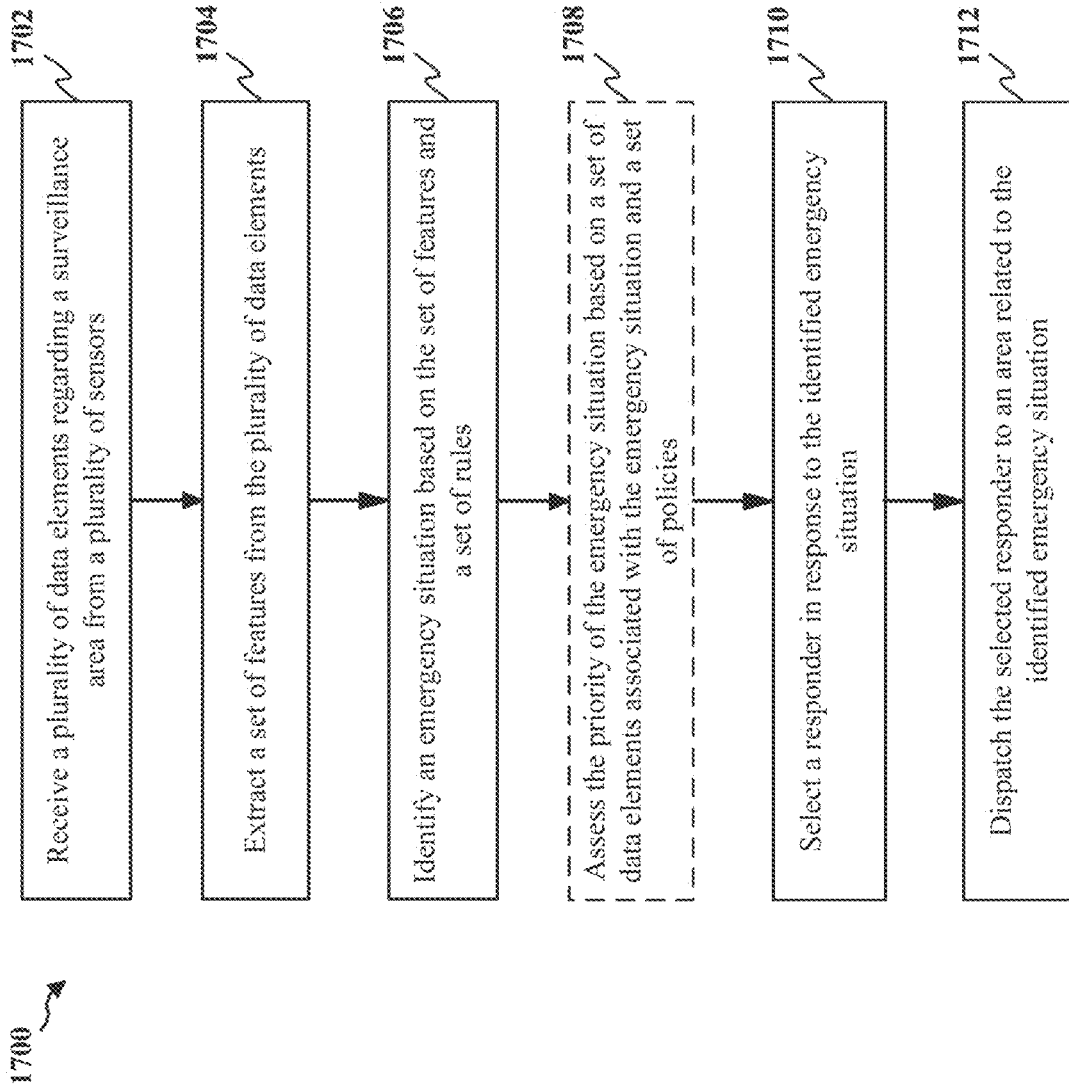 1700
Receive a plurality of data elements regarding a surveillance
area from a plurality of sensors
1702
Extract a set of features from the plurality of data elements
1704
Identify an emergency situation based on the set of features and
a set of rules
1706
Assess the priority of the emergency situation based on a set of
data elements associated with the emergency situation and a set
of policies
1708
Select a responder in response to the identified emergency
situation
1710
Dispatch the selected responder to an area related to the
identified emergency situation
1712